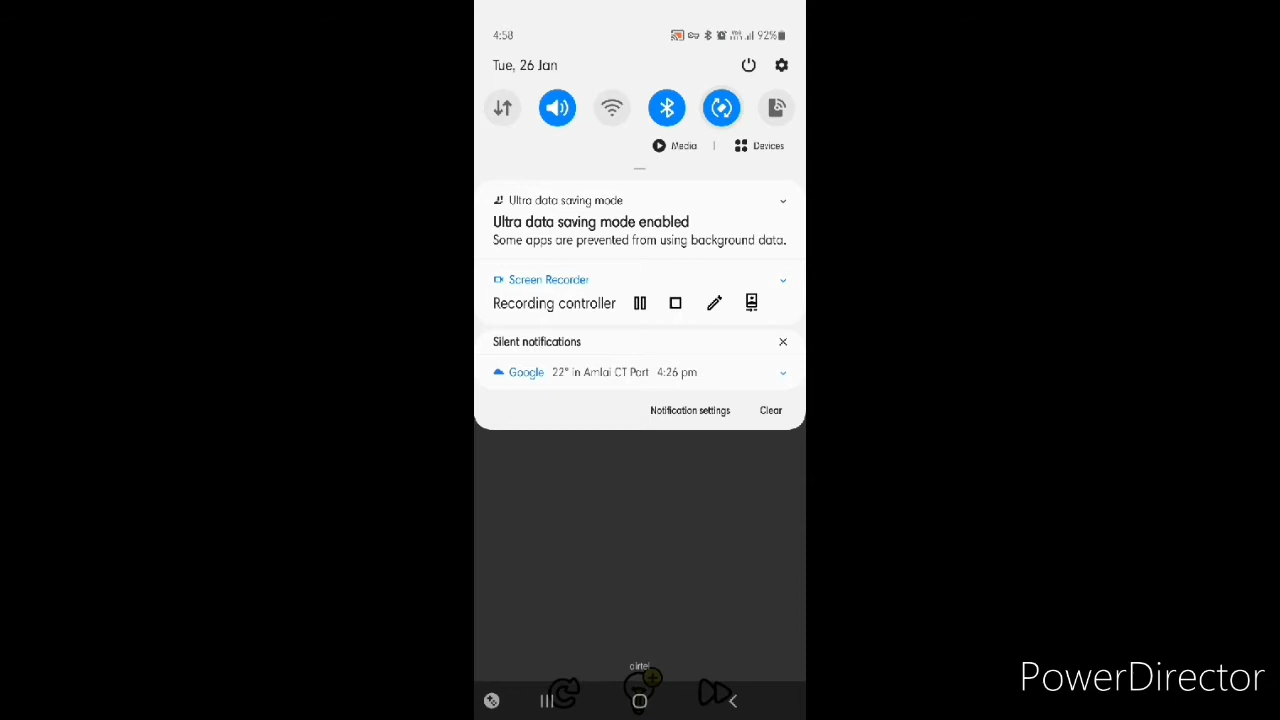 4:58
92%
Tue, 26 Jan
Media | Devices
Ultra data saving mode
Ultra data saving mode enabled
Some apps are prevented from using background data.
Screen Recorder
Recording controller
Silent notifications
Google 22° in Amlai CT Part 4:26 pm
Notification settings Clear
airtel
PowerDirector